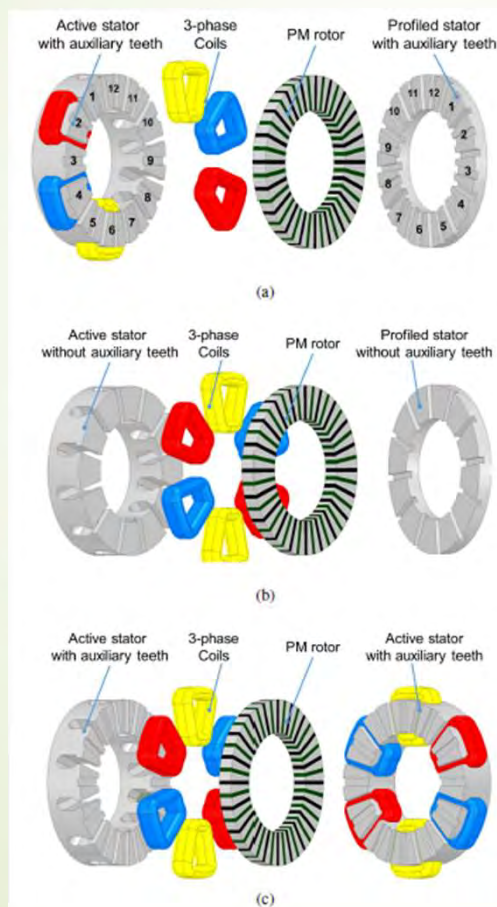 Active stator
with auxiliary teeth
3-phase
Coils
PM rotor
Profiled stator
with auxiliary teeth
1 12 11
2 10
3 9
4 8
5 6 7
11 12 1
10 2
9 3
8 4
7 6 5
(a)
Active stator
without auxiliary teeth
3-phase
Coils
PM rotor
Profiled stator
without auxiliary teeth
(b)
Active stator
with auxiliary teeth
3-phase
Coils
PM rotor
Active stator
with auxiliary teeth
(c)